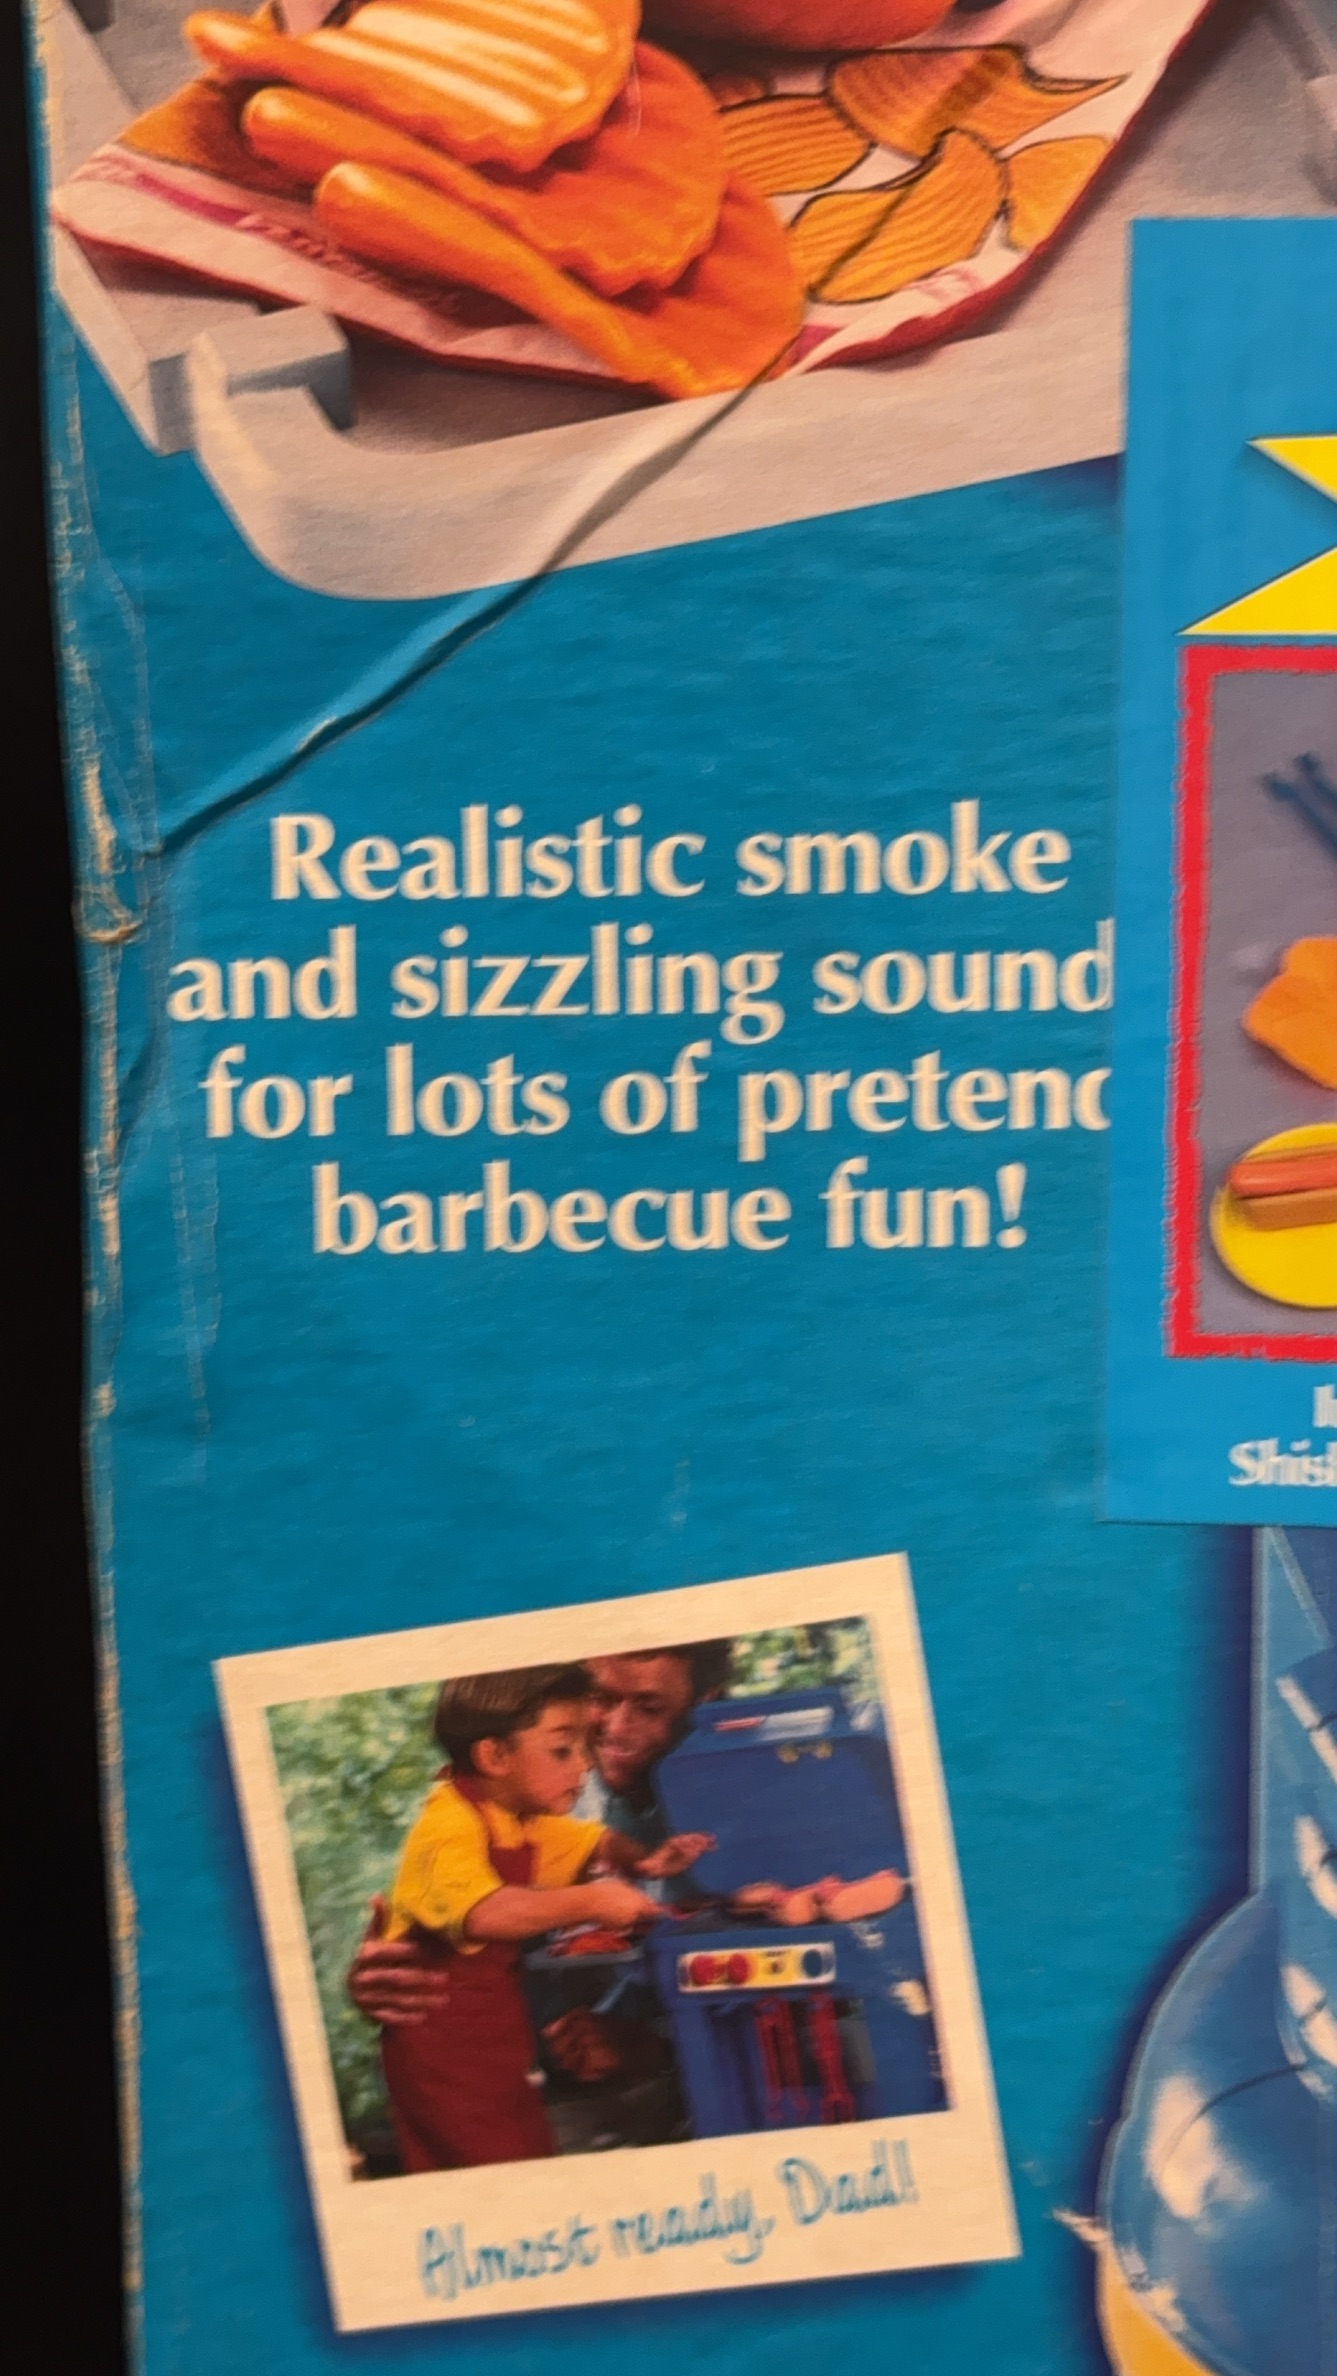 Realistic smoke
and sizzling sound
for lots of pretend
barbecue fun!
Almost ready, Dad!